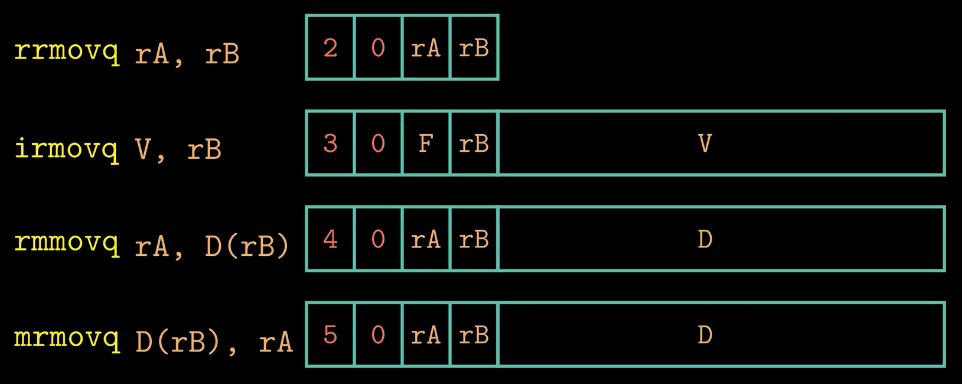 rrmovq rA, rB 2 0 rA rB
irmovq V, rB 3 0 F rB V
rmmovq rA, D(rB) 4 0 rA rB D
mrmovq D(rB), rA 5 0 rA rB D